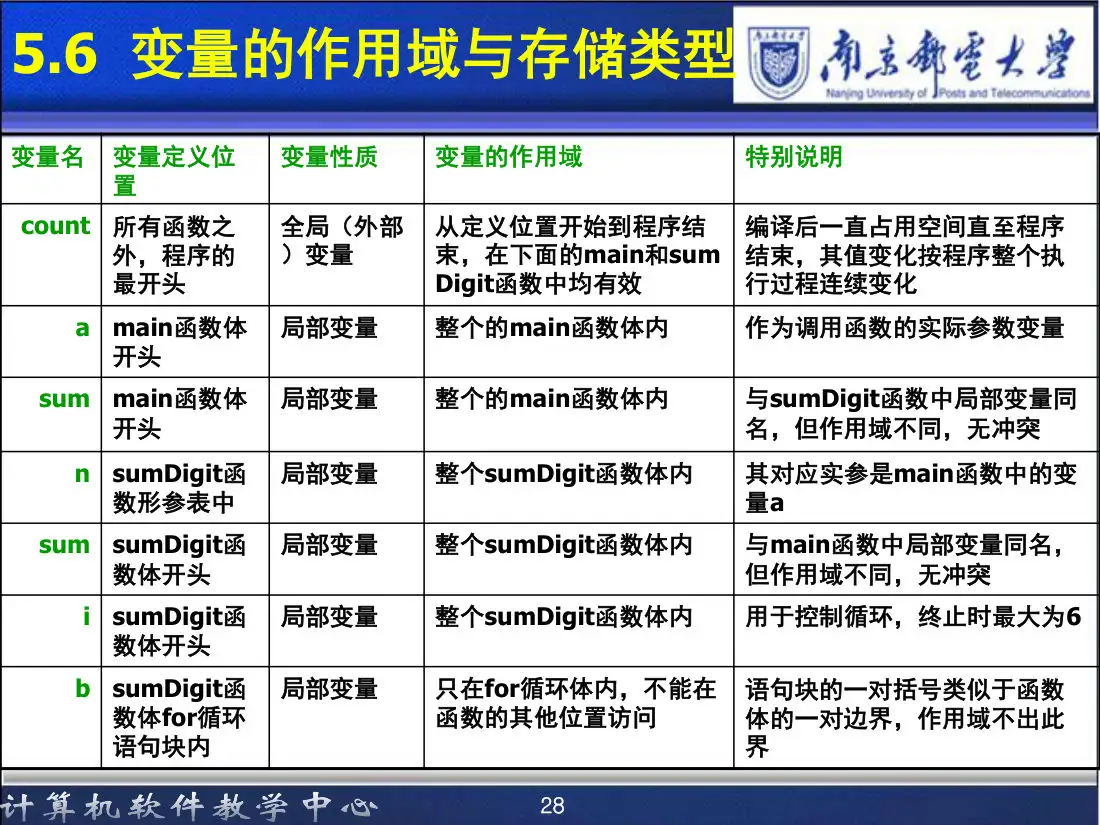 5.6 变量的作用域与存储类型
南京邮电大学
南京郵電大學
Nanjing University of Posts and Telecommunications
变量名
变量定义位
置
变量性质
变量的作用域
特别说明
count
所有函数之
外，程序的
最开头
全局（外部
）变量
从定义位置开始到程序结
束，在下面的main和sum
Digit函数中均有效
编译后一直占用空间直至程序
结束，其值变化按程序整个执
行过程连续变化
a
main函数体
开头
局部变量
整个的main函数体内
作为调用函数的实际参数变量
sum
main函数体
开头
局部变量
整个的main函数体内
与sumDigit函数中局部变量同
名，但作用域不同，无冲突
n
sumDigit函
数形参表中
局部变量
整个sumDigit函数体内
其对应实参是main函数中的变
量a
sum
sumDigit函
数体开头
局部变量
整个sumDigit函数体内
与main函数中局部变量同名，
但作用域不同，无冲突
i
sumDigit函
数体开头
局部变量
整个sumDigit函数体内
用于控制循环，终止时最大为6
b
sumDigit函
数体for循环
语句块内
局部变量
只在for循环体内，不能在
函数的其他位置访问
语句块的一对括号类似于函数
体的一对边界，作用域不出此
界
计算机软件教学中心
28